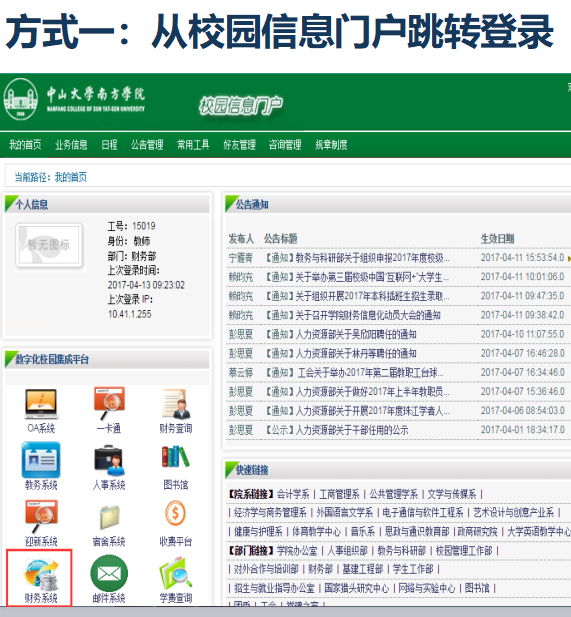 方式一：从校园信息门户跳转登录
中山大学南方学院
NANFANG COLLEGE OF SUN YAT-SEN UNIVERSITY
校园信息门户
我的首页 业务信息 日程 公告管理 常用工具 好友管理 咨询管理 规章制度
当前路径：我的首页
个人信息
暂无图标
工号：15019
身份：教师
部门：财务部
上次登录时间：
2017-04-13 09:23:02
上次登录 IP：
10.41.1.255
数字化校园集成平台
OA系统 一卡通 财务查询
教务系统 人事系统 图书馆
迎新系统 宿舍系统 收费平台
财务系统 邮件系统 学费查询
公告通知
发布人 公告标题 生效日期
宁雁青 【通知】教务与科研部关于组织申报2017年度校级... 2017-04-11 15:53:54.0
赖昀充 【通知】关于举办第三届校级中国"互联网+"大学生... 2017-04-11 10:01:06.0
赖昀充 【通知】关于组织开展2017年本科插班生招生录取... 2017-04-11 09:47:35.0
赖昀充 【通知】关于召开学院财务信息化动员大会的通知 2017-04-11 09:38:42.0
彭思夏 【通知】人力资源部关于吴欣阳聘任的通知 2017-04-10 11:07:55.0
彭思夏 【通知】人力资源部关于林丹等聘任的通知 2017-04-07 16:46:28.0
慕云婷 【通知】工会关于举办2017年第二届教职工台球... 2017-04-07 16:34:46.0
彭思夏 【通知】人力资源部关于做好2017年上半年教职员... 2017-04-07 15:36:46.0
彭思夏 【通知】人力资源部关于开展2017年度珠江学者人... 2017-04-06 08:54:03.0
彭思夏 【公示】人力资源部关于干部任用的公示 2017-04-01 18:34:17.0
快速链接
【院系链接】会计学系 | 工商管理系 | 公共管理学系 | 文学与传媒系 |
| 经济学与商务管理系 | 外国语言文学系 | 电子通信与软件工程系 | 艺术设计与创意产业系 |
| 健康与护理系 | 体育教学中心 | 音乐系 | 思政与通识教育部 | 政商研究院 | 大学英语教学中心
【部门链接】学院办公室 | 人事组织部 | 教务与科研部 | 校园管理工作部 |
| 对外合作与培训部 | 财务部 | 基建工程部 | 学生工作部 |
| 招生与就业指导办公室 | 国家猎头研究中心 | 网络与实验中心 | 图书馆 |